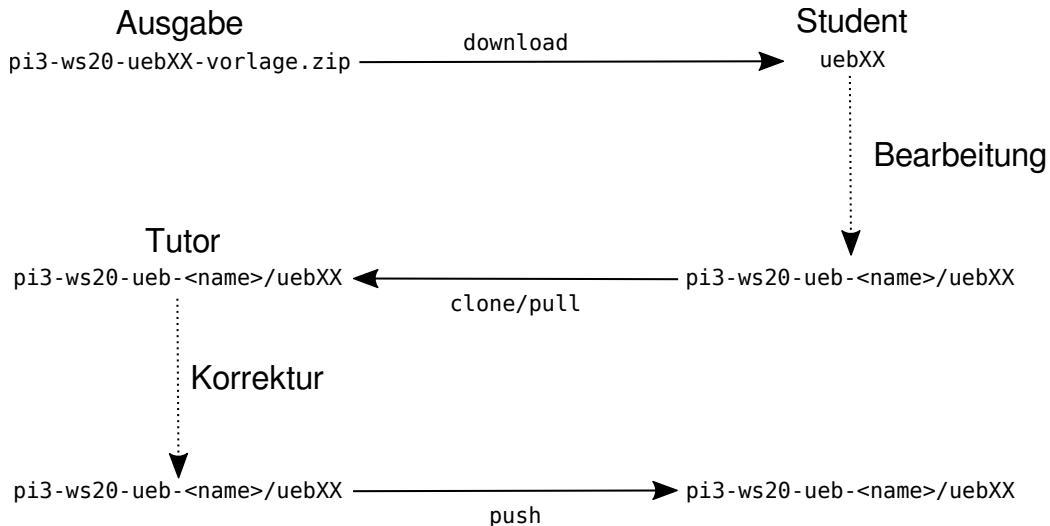 Ausgabe
Student
pi3-ws20-uebXX-vorlage.zip
download
uebXX
Bearbeitung
Tutor
pi3-ws20-ueb-<name>/uebXX
clone/pull
pi3-ws20-ueb-<name>/uebXX
Korrektur
pi3-ws20-ueb-<name>/uebXX
push
pi3-ws20-ueb-<name>/uebXX